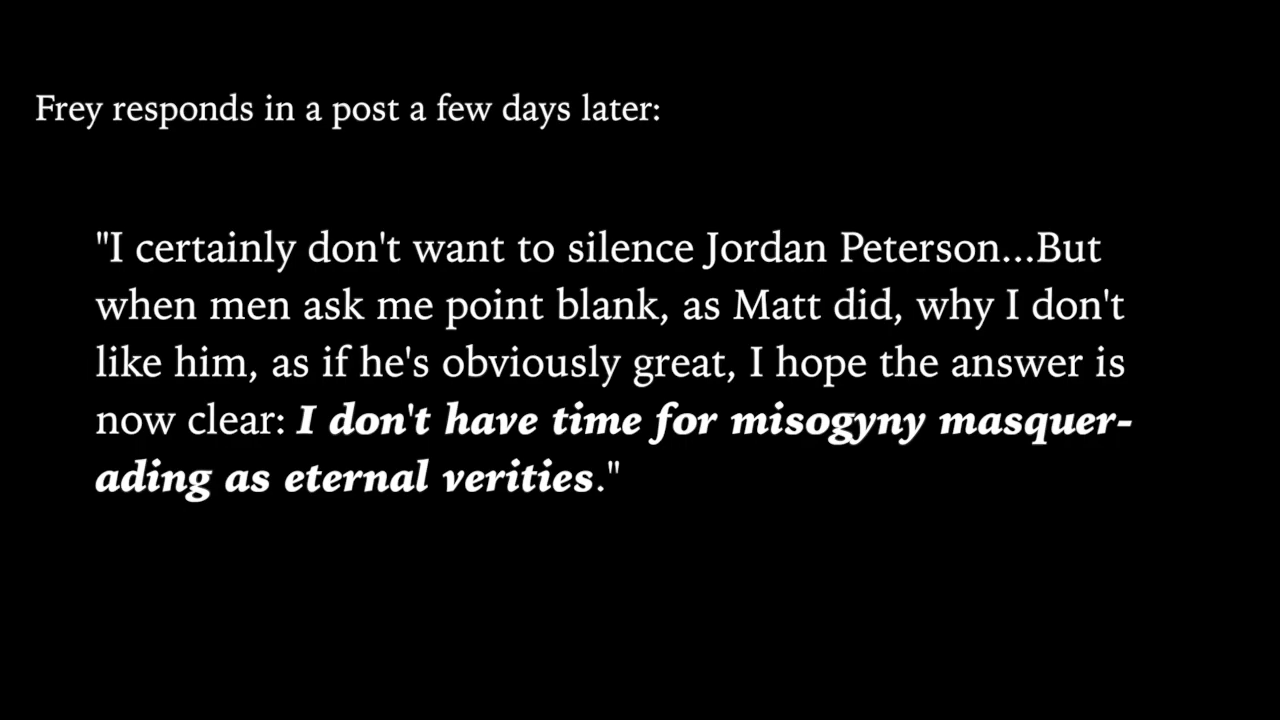 Frey responds in a post a few days later:
"I certainly don't want to silence Jordan Peterson...But
when men ask me point blank, as Matt did, why I don't
like him, as if he's obviously great, I hope the answer is
now clear: I don't have time for misogyny masquer-
ading as eternal verities."